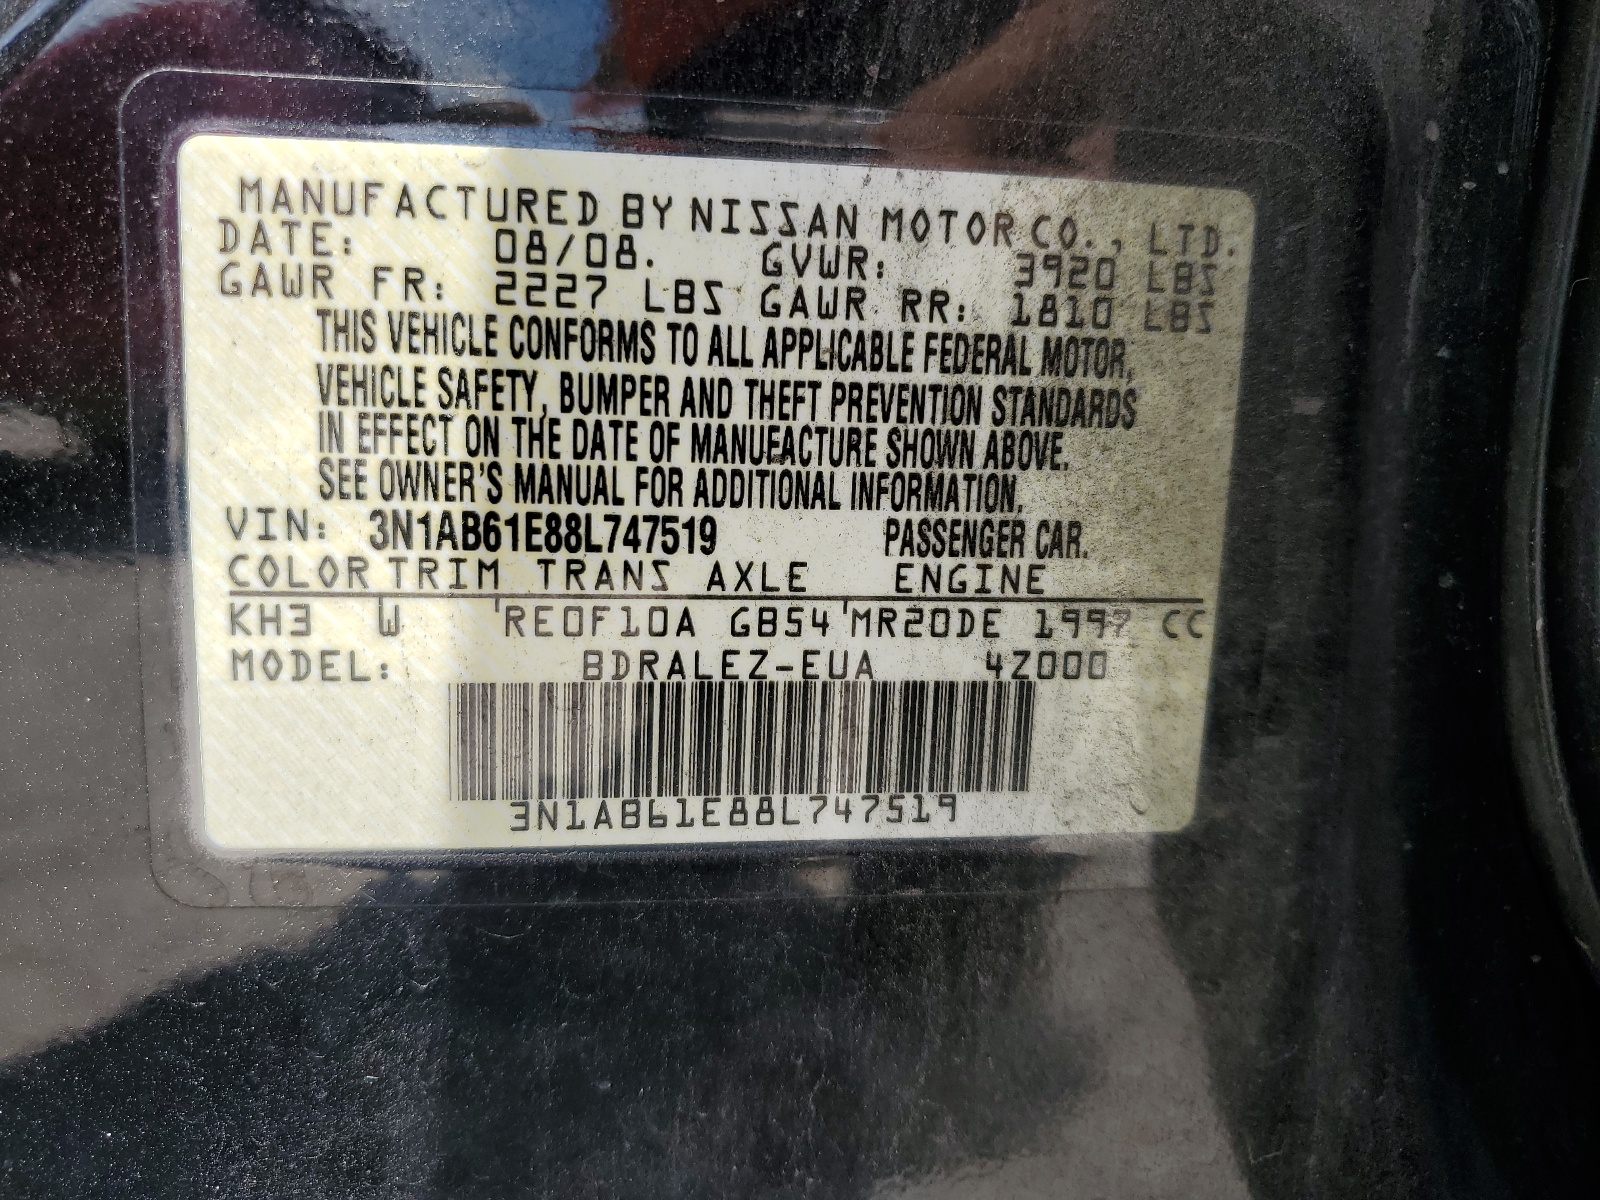 MANUFACTURED BY NISSAN MOTOR CO., LTD.
DATE: 08/08. GVWR: 3920 LBS
GAWR FR: 2227 LBS GAWR RR: 1810 LBS
THIS VEHICLE CONFORMS TO ALL APPLICABLE FEDERAL MOTOR,
VEHICLE SAFETY, BUMPER AND THEFT PREVENTION STANDARDS
IN EFFECT ON THE DATE OF MANUFACTURE SHOWN ABOVE.
SEE OWNER'S MANUAL FOR ADDITIONAL INFORMATION.
VIN: 3N1AB61E88L747519 PASSENGER CAR.
COLOR TRIM TRANS AXLE ENGINE
KH3 W RE0F10A GB54 MR20DE 1997 CC
MODEL: BDRALEZ-EUA 4Z000
3N1AB61E88L747519